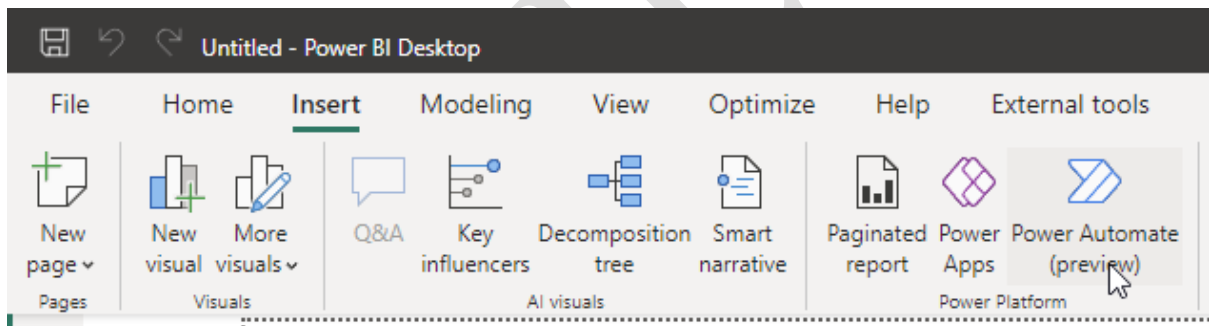 Untitled - Power BI Desktop
File Home Insert Modeling View Optimize Help External tools
New New More Q&A Key Decomposition Smart Paginated Power Power Automate
page visual visuals influencers tree narrative report Apps (preview)
Pages Visuals AI visuals Power Platform